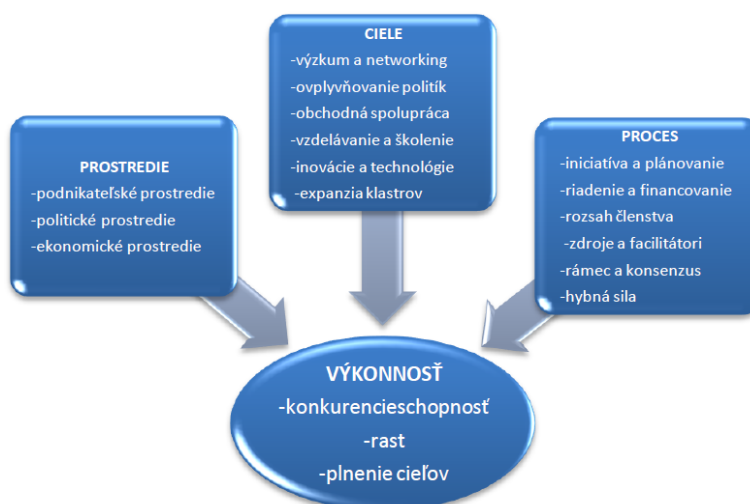 PROSTREDIE
-podnikateľské prostredie
-politické prostredie
-ekonomické prostredie
CIELE
-výzkum a networking
-ovplyvňovanie politík
-obchodná spolupráca
-vzdelávanie a školenie
-inovácie a technológie
-expanzia klastrov
PROCES
-iniciatíva a plánovanie
-riadenie a financovanie
-rozsah členstva
-zdroje a facilitátori
-rámec a konsenzus
-hybná sila
VÝKONNOSŤ
-konkurencieschopnosť
-rast
-plnenie cieľov